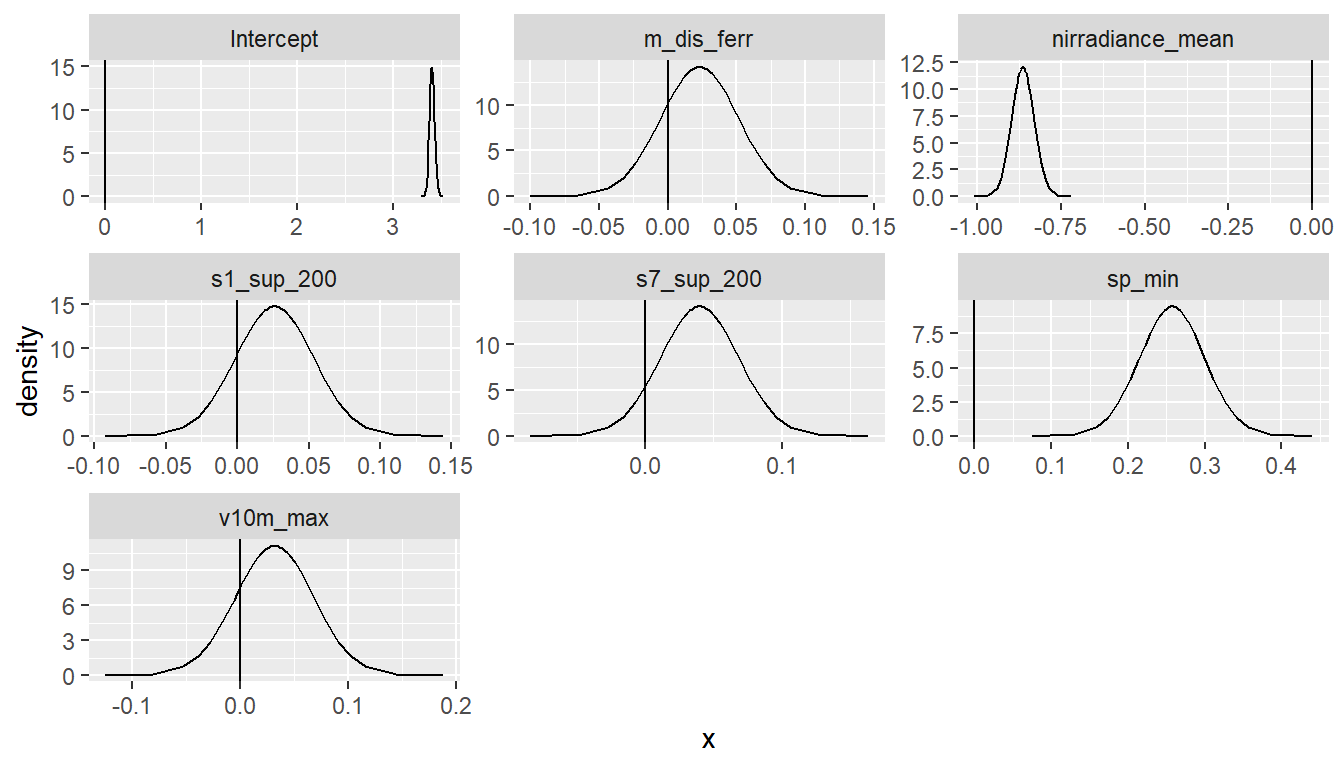 Intercept m_dis_ferr nirradiance_mean
15
10
5
0
0 1 2 3
10
5
0
-0.10 -0.05 0.00 0.05 0.10 0.15
12.5
10.0
7.5
5.0
2.5
0.0
-1.00 -0.75 -0.50 -0.25 0.00
s1_sup_200 s7_sup_200 sp_min
density
15
10
5
0
-0.10 -0.05 0.00 0.05 0.10 0.15
10
5
0
0.0 0.1
7.5
5.0
2.5
0.0
0.0 0.1 0.2 0.3 0.4
v10m_max
9
6
3
0
-0.1 0.0 0.1 0.2
x